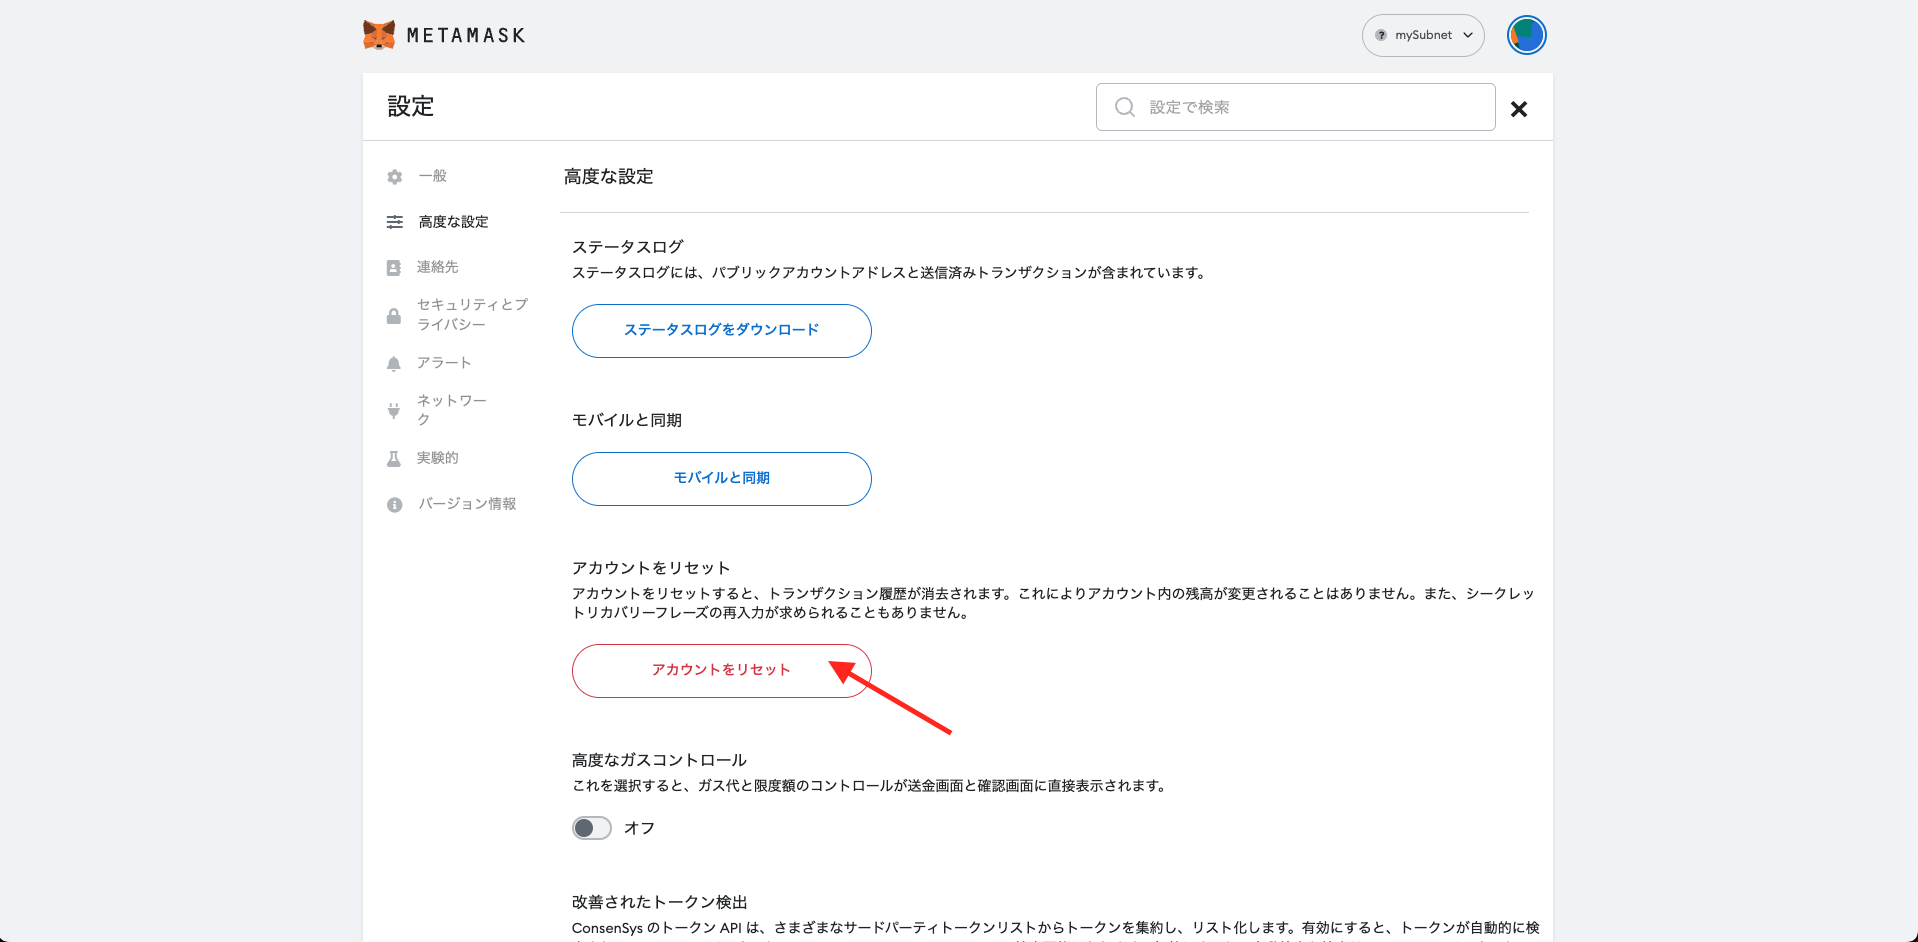 METAMASK
mySubnet
設定
設定で検索
一般
高度な設定
連絡先
セキュリティとプ
ライバシー
アラート
ネットワー
ク
実験的
バージョン情報
高度な設定
ステータスログ
ステータスログには、パブリックアカウントアドレスと送信済みトランザクションが含まれています。
ステータスログをダウンロード
モバイルと同期
モバイルと同期
アカウントをリセット
アカウントをリセットすると、トランザクション履歴が消去されます。これによりアカウント内の残高が変更されることはありません。また、シークレッ
トリカバリーフレーズの再入力が求められることもありません。
アカウントをリセット
高度なガスコントロール
これを選択すると、ガス代と限度額のコントロールが送金画面と確認画面に直接表示されます。
オフ
改善されたトークン検出
ConsenSys のトークン API は、さまざまなサードパーティトークンリストからトークンを集約し、リスト化します。有効にすると、トークンが自動的に検